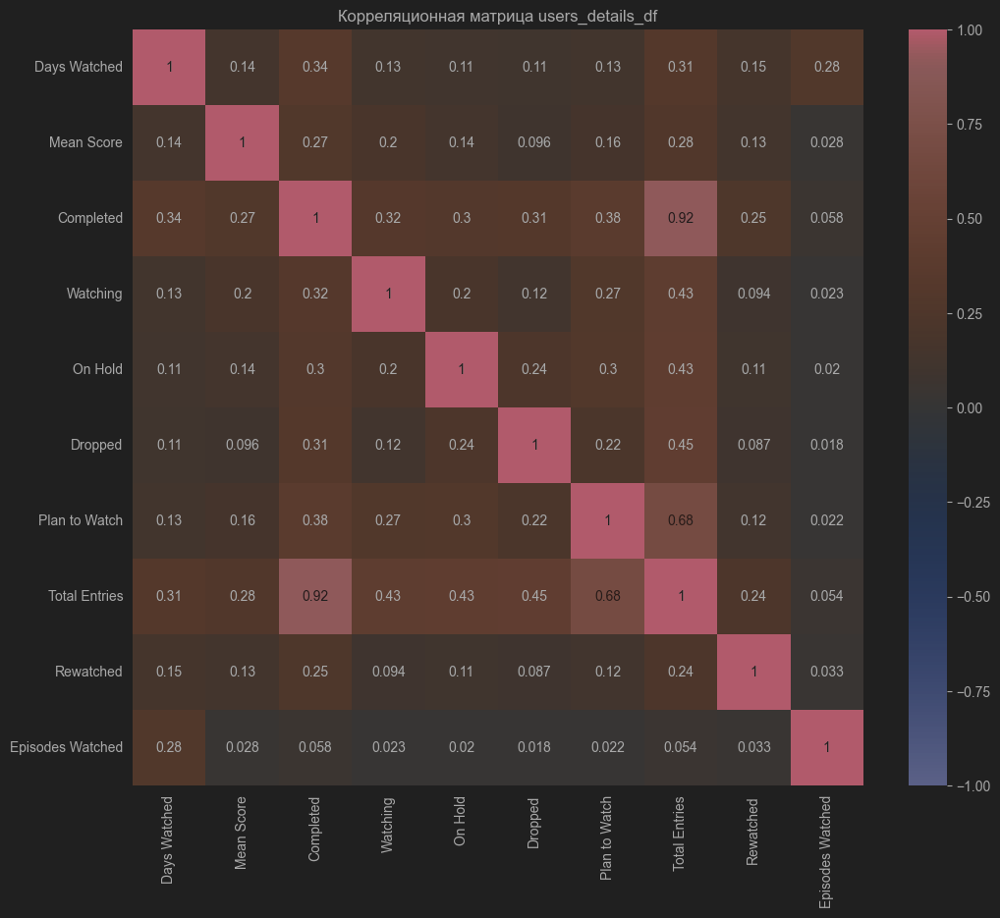 Корреляционная матрица users_details_df
Days Watched 1 0.14 0.34 0.13 0.11 0.11 0.13 0.31 0.15 0.28
Mean Score 0.14 1 0.27 0.2 0.14 0.096 0.16 0.28 0.13 0.028
Completed 0.34 0.27 1 0.32 0.3 0.31 0.38 0.92 0.25 0.058
Watching 0.13 0.2 0.32 1 0.2 0.12 0.27 0.43 0.094 0.023
On Hold 0.11 0.14 0.3 0.2 1 0.24 0.3 0.43 0.11 0.02
Dropped 0.11 0.096 0.31 0.12 0.24 1 0.22 0.45 0.087 0.018
Plan to Watch 0.13 0.16 0.38 0.27 0.3 0.22 1 0.68 0.12 0.022
Total Entries 0.31 0.28 0.92 0.43 0.43 0.45 0.68 1 0.24 0.054
Rewatched 0.15 0.13 0.25 0.094 0.11 0.087 0.12 0.24 1 0.033
Episodes Watched 0.28 0.028 0.058 0.023 0.02 0.018 0.022 0.054 0.033 1
Days Watched
Mean Score
Completed
Watching
On Hold
Dropped
Plan to Watch
Total Entries
Rewatched
Episodes Watched
1.00
0.75
0.50
0.25
0.00
−0.25
−0.50
−0.75
−1.00